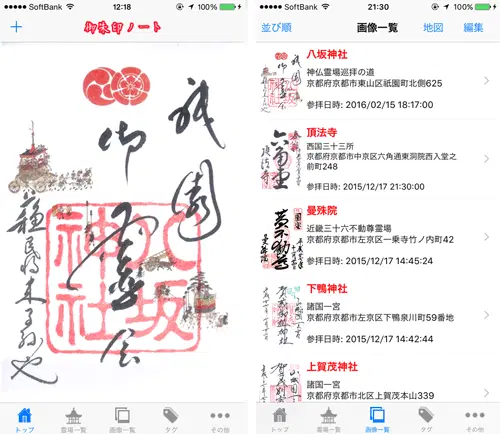 SoftBank 12:18 100%
+ 御朱印ノート
祇園
御霊会
八坂神社
蘇民将来子孫也
トップ 霊場一覧 画像一覧 タグ その他
SoftBank 21:30 100%
並び順 画像一覧 地図 編集
八坂神社
神仏霊場巡拝の道
京都府京都市東山区祇園町北側625
参拝日時: 2016/02/15 18:17:00
頂法寺
西国三十三所
京都府京都市中京区六角通東洞院西入堂之
前町248
参拝日時: 2015/12/17 21:30:00
曼殊院
近畿三十六不動尊霊場
京都府京都市左京区一乗寺竹ノ内町42
参拝日時: 2015/12/17 14:45:24
下鴨神社
諸国一宮
京都府京都市左京区下鴨泉川町59番地
参拝日時: 2015/12/17 14:42:44
上賀茂神社
諸国一宮
京都府京都市北区上賀茂本山339
トップ 霊場一覧 画像一覧 タグ その他